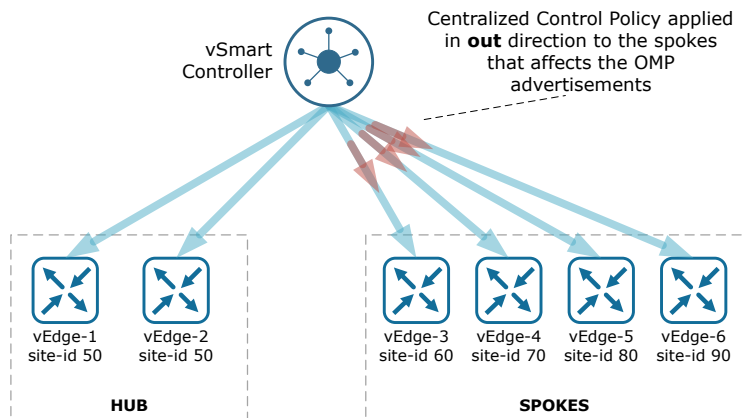 vSmart
Controller
Centralized Control Policy applied
in out direction to the spokes
that affects the OMP
advertisements
vEdge-1
site-id 50
vEdge-2
site-id 50
vEdge-3
site-id 60
vEdge-4
site-id 70
vEdge-5
site-id 80
vEdge-6
site-id 90
HUB
SPOKES